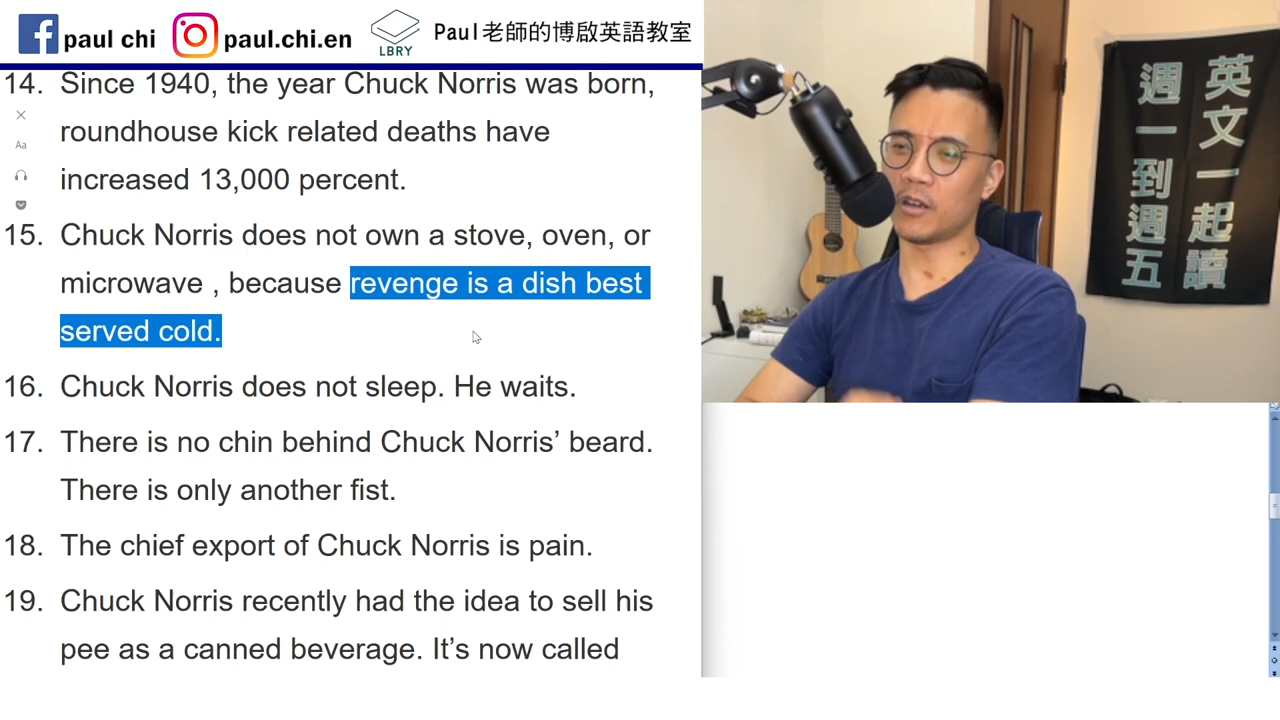 paul chi
paul.chi.en
LBRY
Paul老師的博啟英語教室
14. Since 1940, the year Chuck Norris was born,
roundhouse kick related deaths have
increased 13,000 percent.
Aa
15. Chuck Norris does not own a stove, oven, or
microwave , because revenge is a dish best
served cold.
16. Chuck Norris does not sleep. He waits.
17. There is no chin behind Chuck Norris’ beard.
There is only another fist.
18. The chief export of Chuck Norris is pain.
19. Chuck Norris recently had the idea to sell his
pee as a canned beverage. It’s now called
英文一起讀
週一到週五